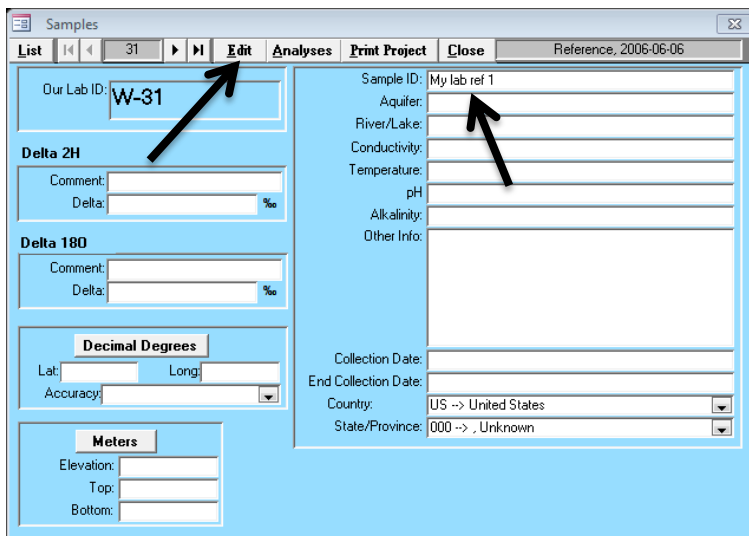 Samples
List 31 Edit Analyses Print Project Close Reference, 2006-06-06
Our Lab ID: W-31
Delta 2H
Comment:
Delta: ‰
Delta 18O
Comment:
Delta: ‰
Decimal Degrees
Lat: Long:
Accuracy:
Meters
Elevation:
Top:
Bottom:
Sample ID: My lab ref 1
Aquifer:
River/Lake:
Conductivity:
Temperature:
pH
Alkalinity:
Other Info:
Collection Date:
End Collection Date:
Country: US --> United States
State/Province: 000 --> , Unknown